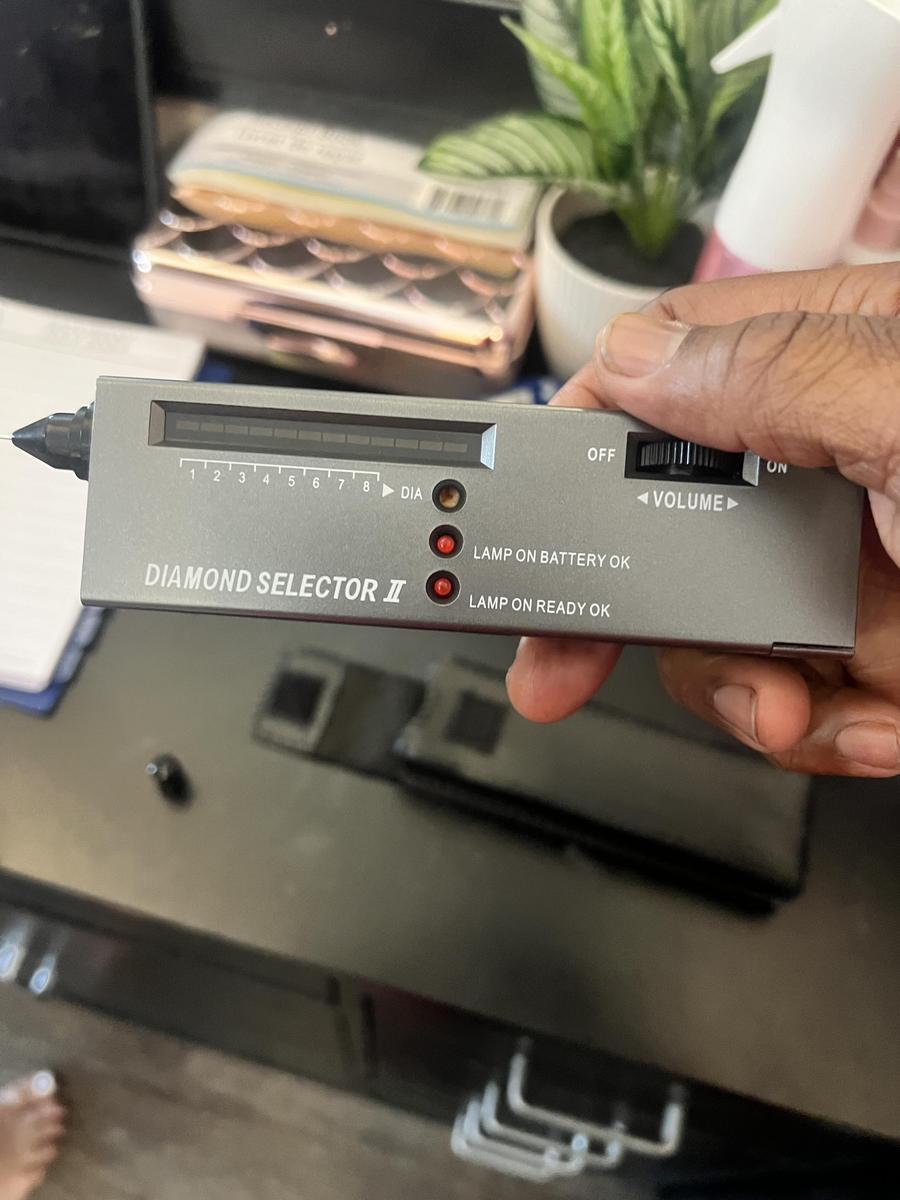 OFF
ON
◄VOLUME►
1 2 3 4 5 6 7 8 ► DIA
LAMP ON BATTERY OK
DIAMOND SELECTOR II
LAMP ON READY OK